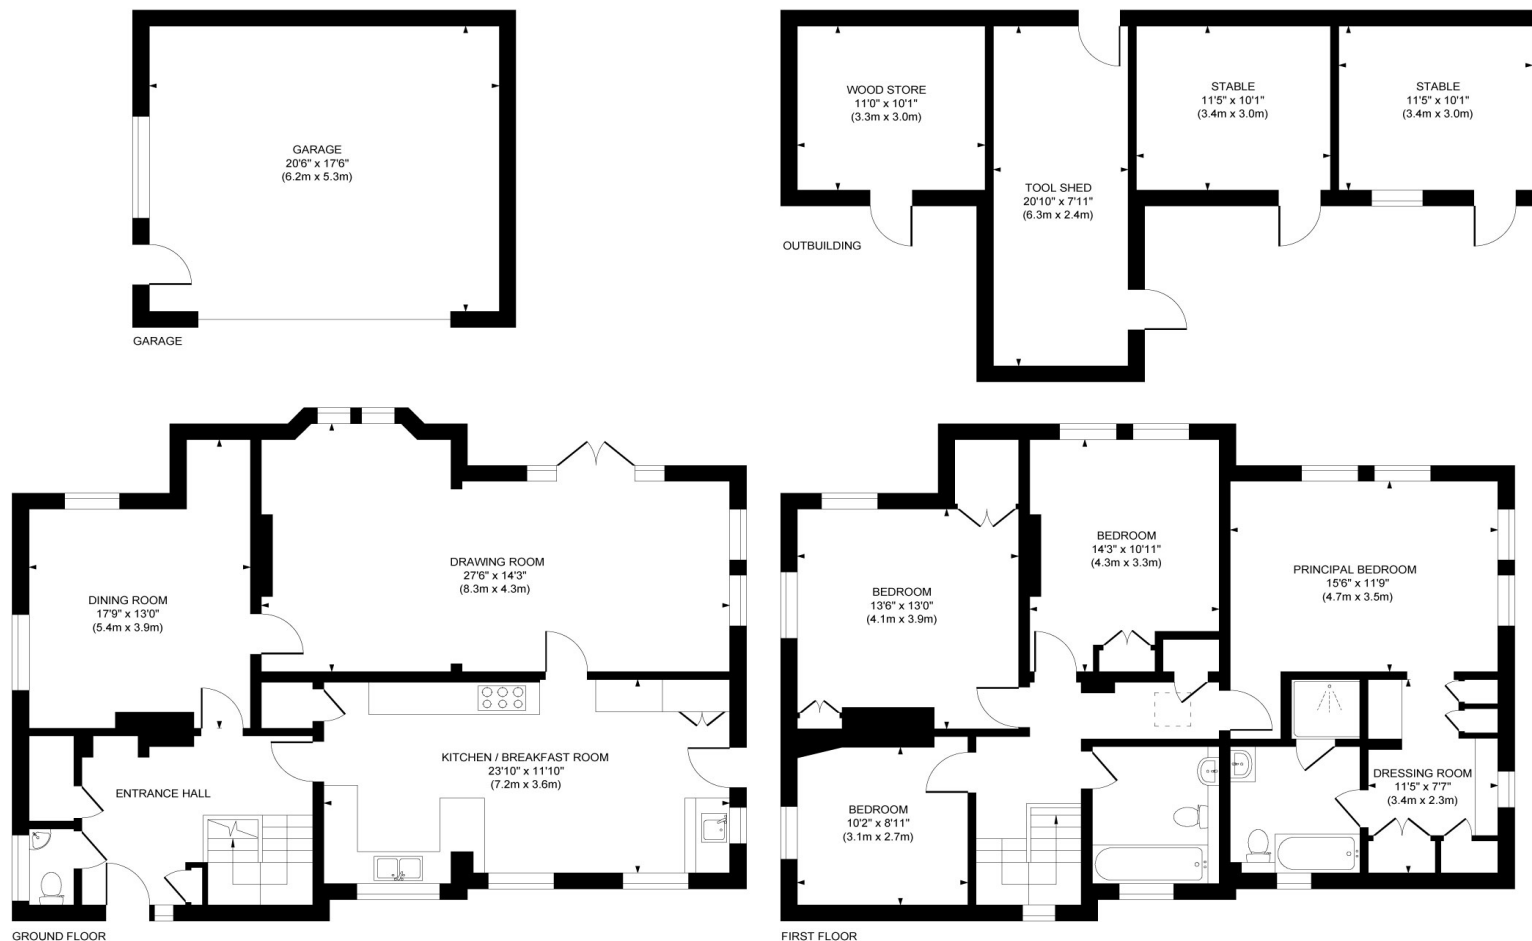 GARAGE
20'6" x 17'6"
(6.2m x 5.3m)
GARAGE
WOOD STORE
11'0" x 10'1"
(3.3m x 3.0m)
TOOL SHED
20'10" x 7'11"
(6.3m x 2.4m)
STABLE
11'5" x 10'1"
(3.4m x 3.0m)
STABLE
11'5" x 10'1"
(3.4m x 3.0m)
OUTBUILDING
DINING ROOM
17'9" x 13'0"
(5.4m x 3.9m)
DRAWING ROOM
27'6" x 14'3"
(8.3m x 4.3m)
KITCHEN / BREAKFAST ROOM
23'10" x 11'10"
(7.2m x 3.6m)
ENTRANCE HALL
GROUND FLOOR
BEDROOM
13'6" x 13'0"
(4.1m x 3.9m)
BEDROOM
14'3" x 10'11"
(4.3m x 3.3m)
PRINCIPAL BEDROOM
15'6" x 11'9"
(4.7m x 3.5m)
BEDROOM
10'2" x 8'11"
(3.1m x 2.7m)
DRESSING ROOM
11'5" x 7'7"
(3.4m x 2.3m)
FIRST FLOOR